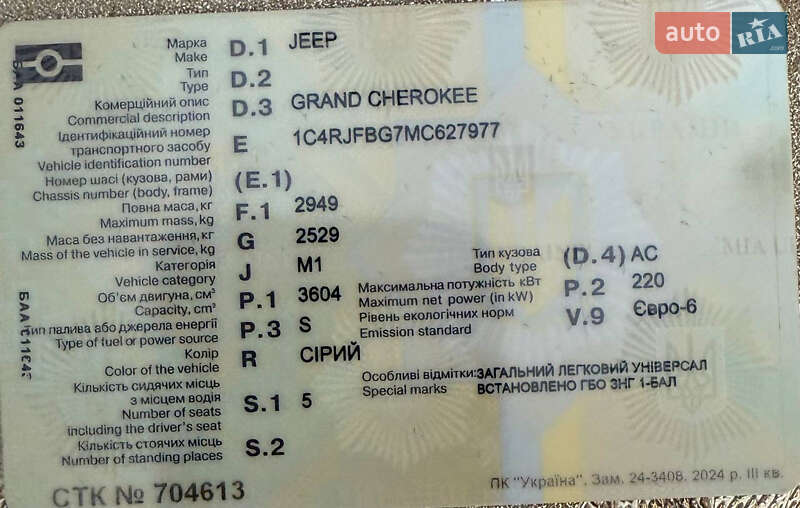 auto RIA .com
БАА 011643
Марка D.1 JEEP
Make
Тип D.2
Type
Комерційний опис D.3 GRAND CHEROKEE
Commercial description
Ідентифікаційний номер
транспортного засобу E 1C4RJFBG7MC627977
Vehicle identification number
Номер шасі (кузова, рами) (E.1)
Chassis number (body, frame)
Повна маса, кг F.1 2949
Maximum mass, kg
Маса без навантаження, кг G 2529
Mass of the vehicle in service, kg
Категорія J M1
Vehicle category
Тип кузова (D.4) АС
Body type
Об'єм двигуна, см³ P.1 3604
Capacity, cm³
Максимальна потужність кВт P.2 220
Maximum net power (in kW)
Тип палива або джерела енергії P.3 S
Type of fuel or power source
Рівень екологічних норм V.9 Євро-6
Emission standard
Колір R СІРИЙ
Color of the vehicle
Особливі відмітки: ЗАГАЛЬНИЙ ЛЕГКОВИЙ УНІВЕРСАЛ
Special marks ВСТАНОВЛЕНО ГБО ЗНГ 1-БАЛ
Кількість сидячих місць
з місцем водія S.1 5
Number of seats
including the driver's seat
Кількість стоячих місць S.2
Number of standing places
СТК № 704613
ПК "Україна". Зам. 24-3408. 2024 р. III кв.